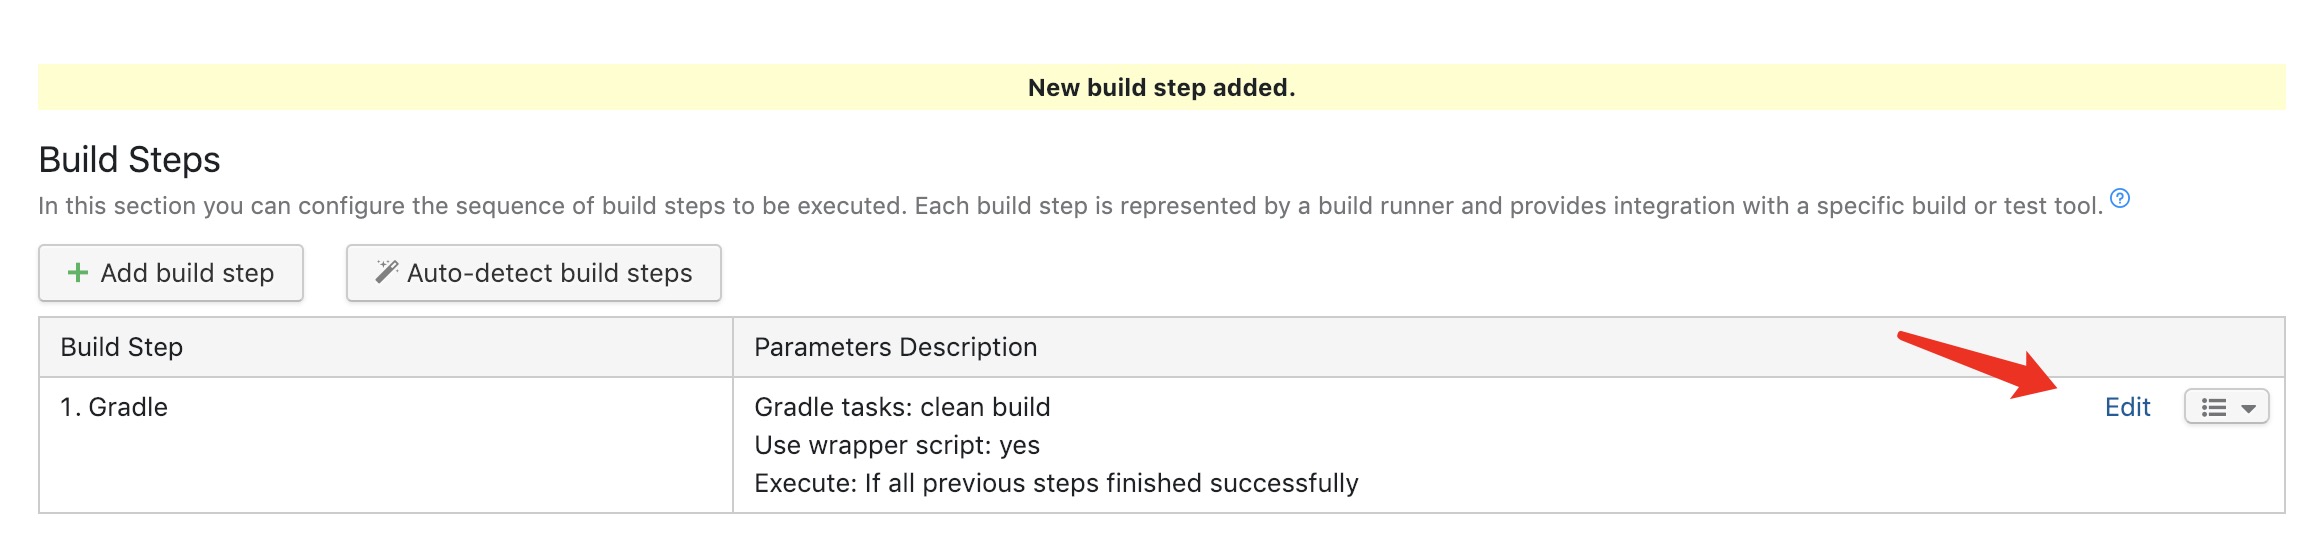 New build step added.
Build Steps
In this section you can configure the sequence of build steps to be executed. Each build step is represented by a build runner and provides integration with a specific build or test tool. ?
Add build step
Auto-detect build steps
Build Step
Parameters Description
1. Gradle
Gradle tasks: clean build
Use wrapper script: yes
Execute: If all previous steps finished successfully
Edit